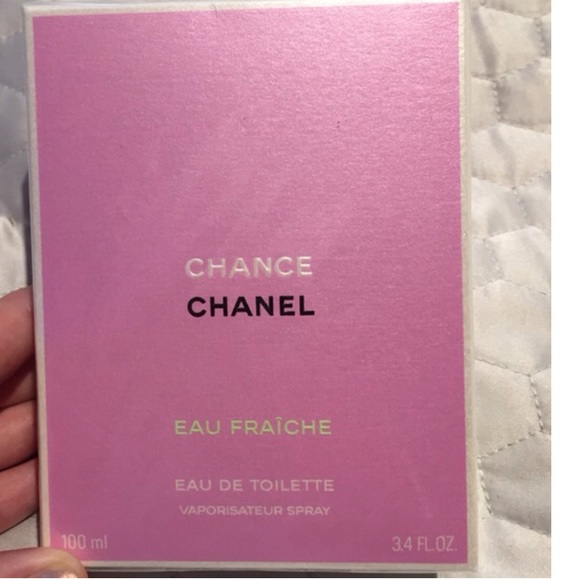 CHANCE
CHANEL
EAU FRAÎCHE
EAU DE TOILETTE
VAPORISATEUR SPRAY
100 ml 3.4 FL.OZ.